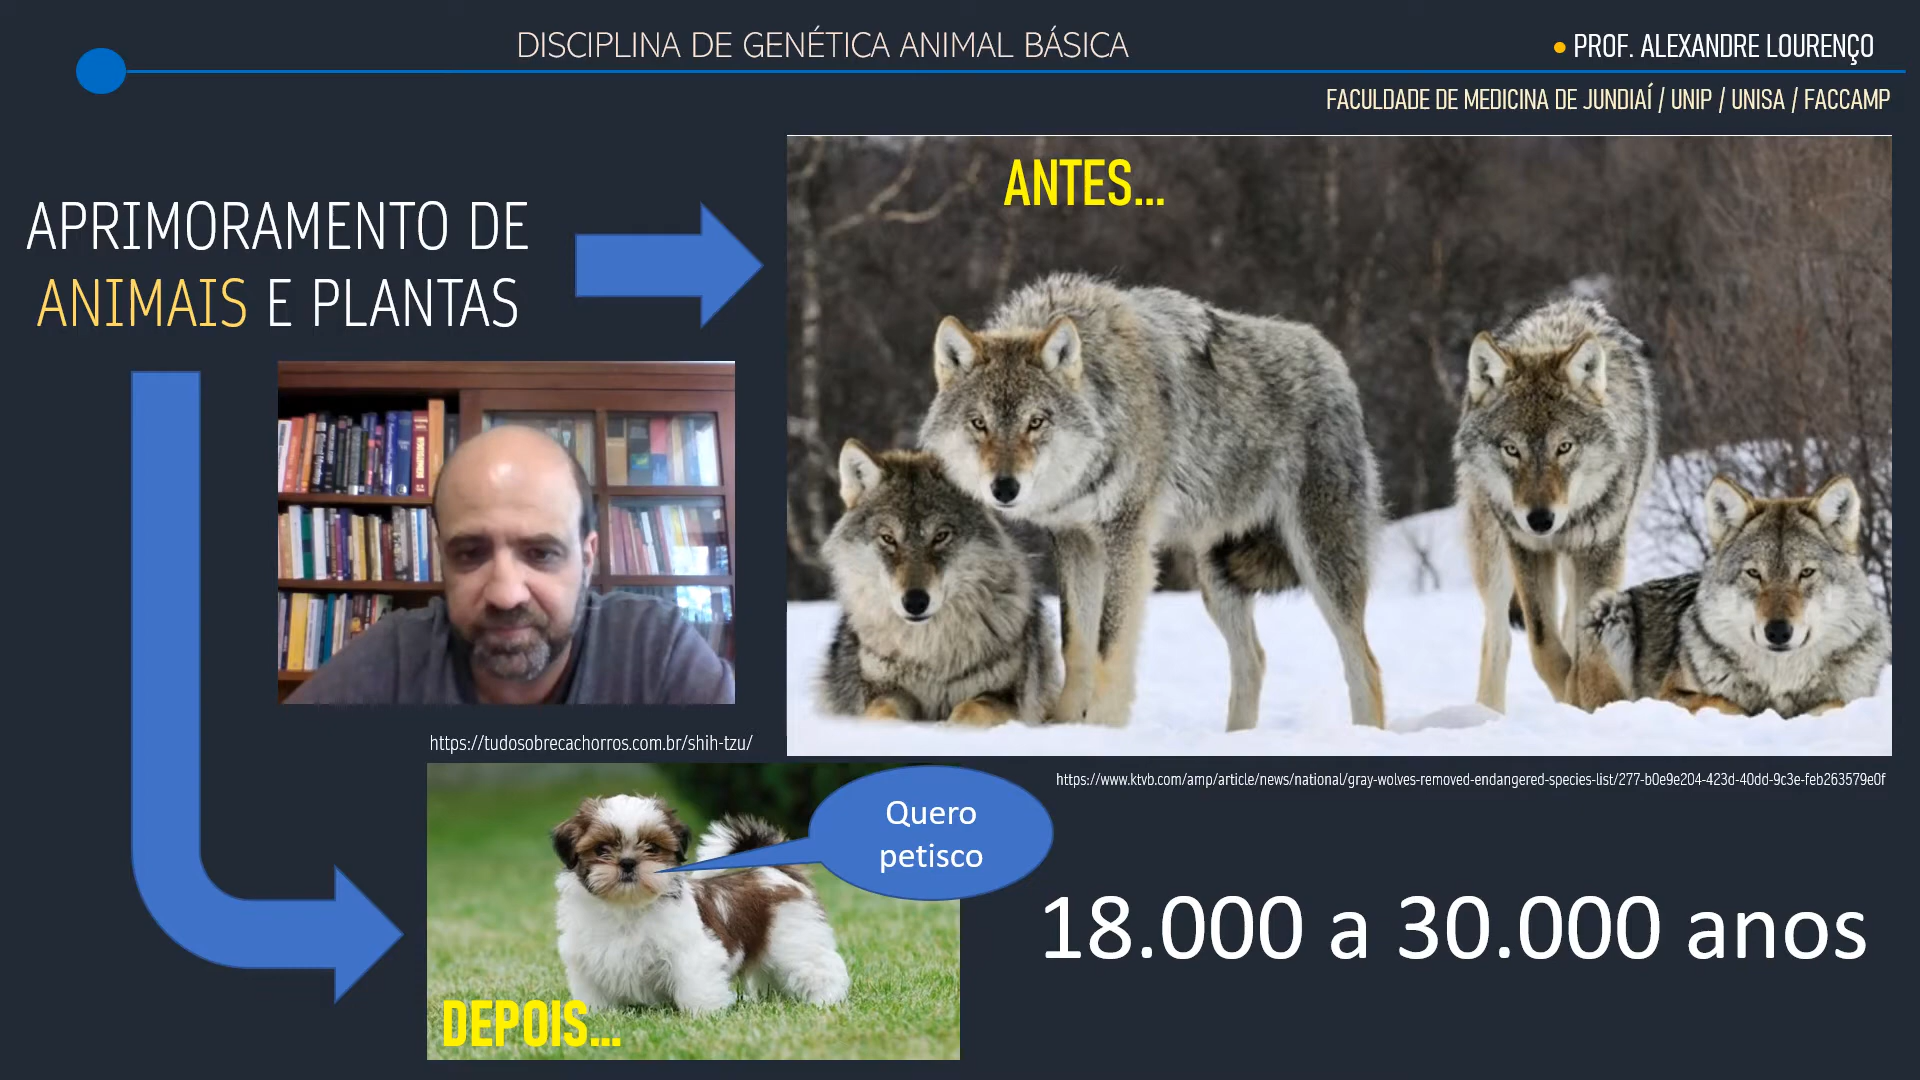 DISCIPLINA DE GENÉTICA ANIMAL BÁSICA
• PROF. ALEXANDRE LOURENÇO
FACULDADE DE MEDICINA DE JUNDIAÍ / UNIP / UNISA / FACCAMP
APRIMORAMENTO DE
ANIMAIS E PLANTAS
ANTES...
https://tudosobrecachorros.com.br/shih-tzu/
https://www.ktvb.com/amp/article/news/national/gray-wolves-removed-endangered-species-list/277-b0e9e204-423d-40dd-9c3e-feb263579e0f
Quero
petisco
18.000 a 30.000 anos
DEPOIS...